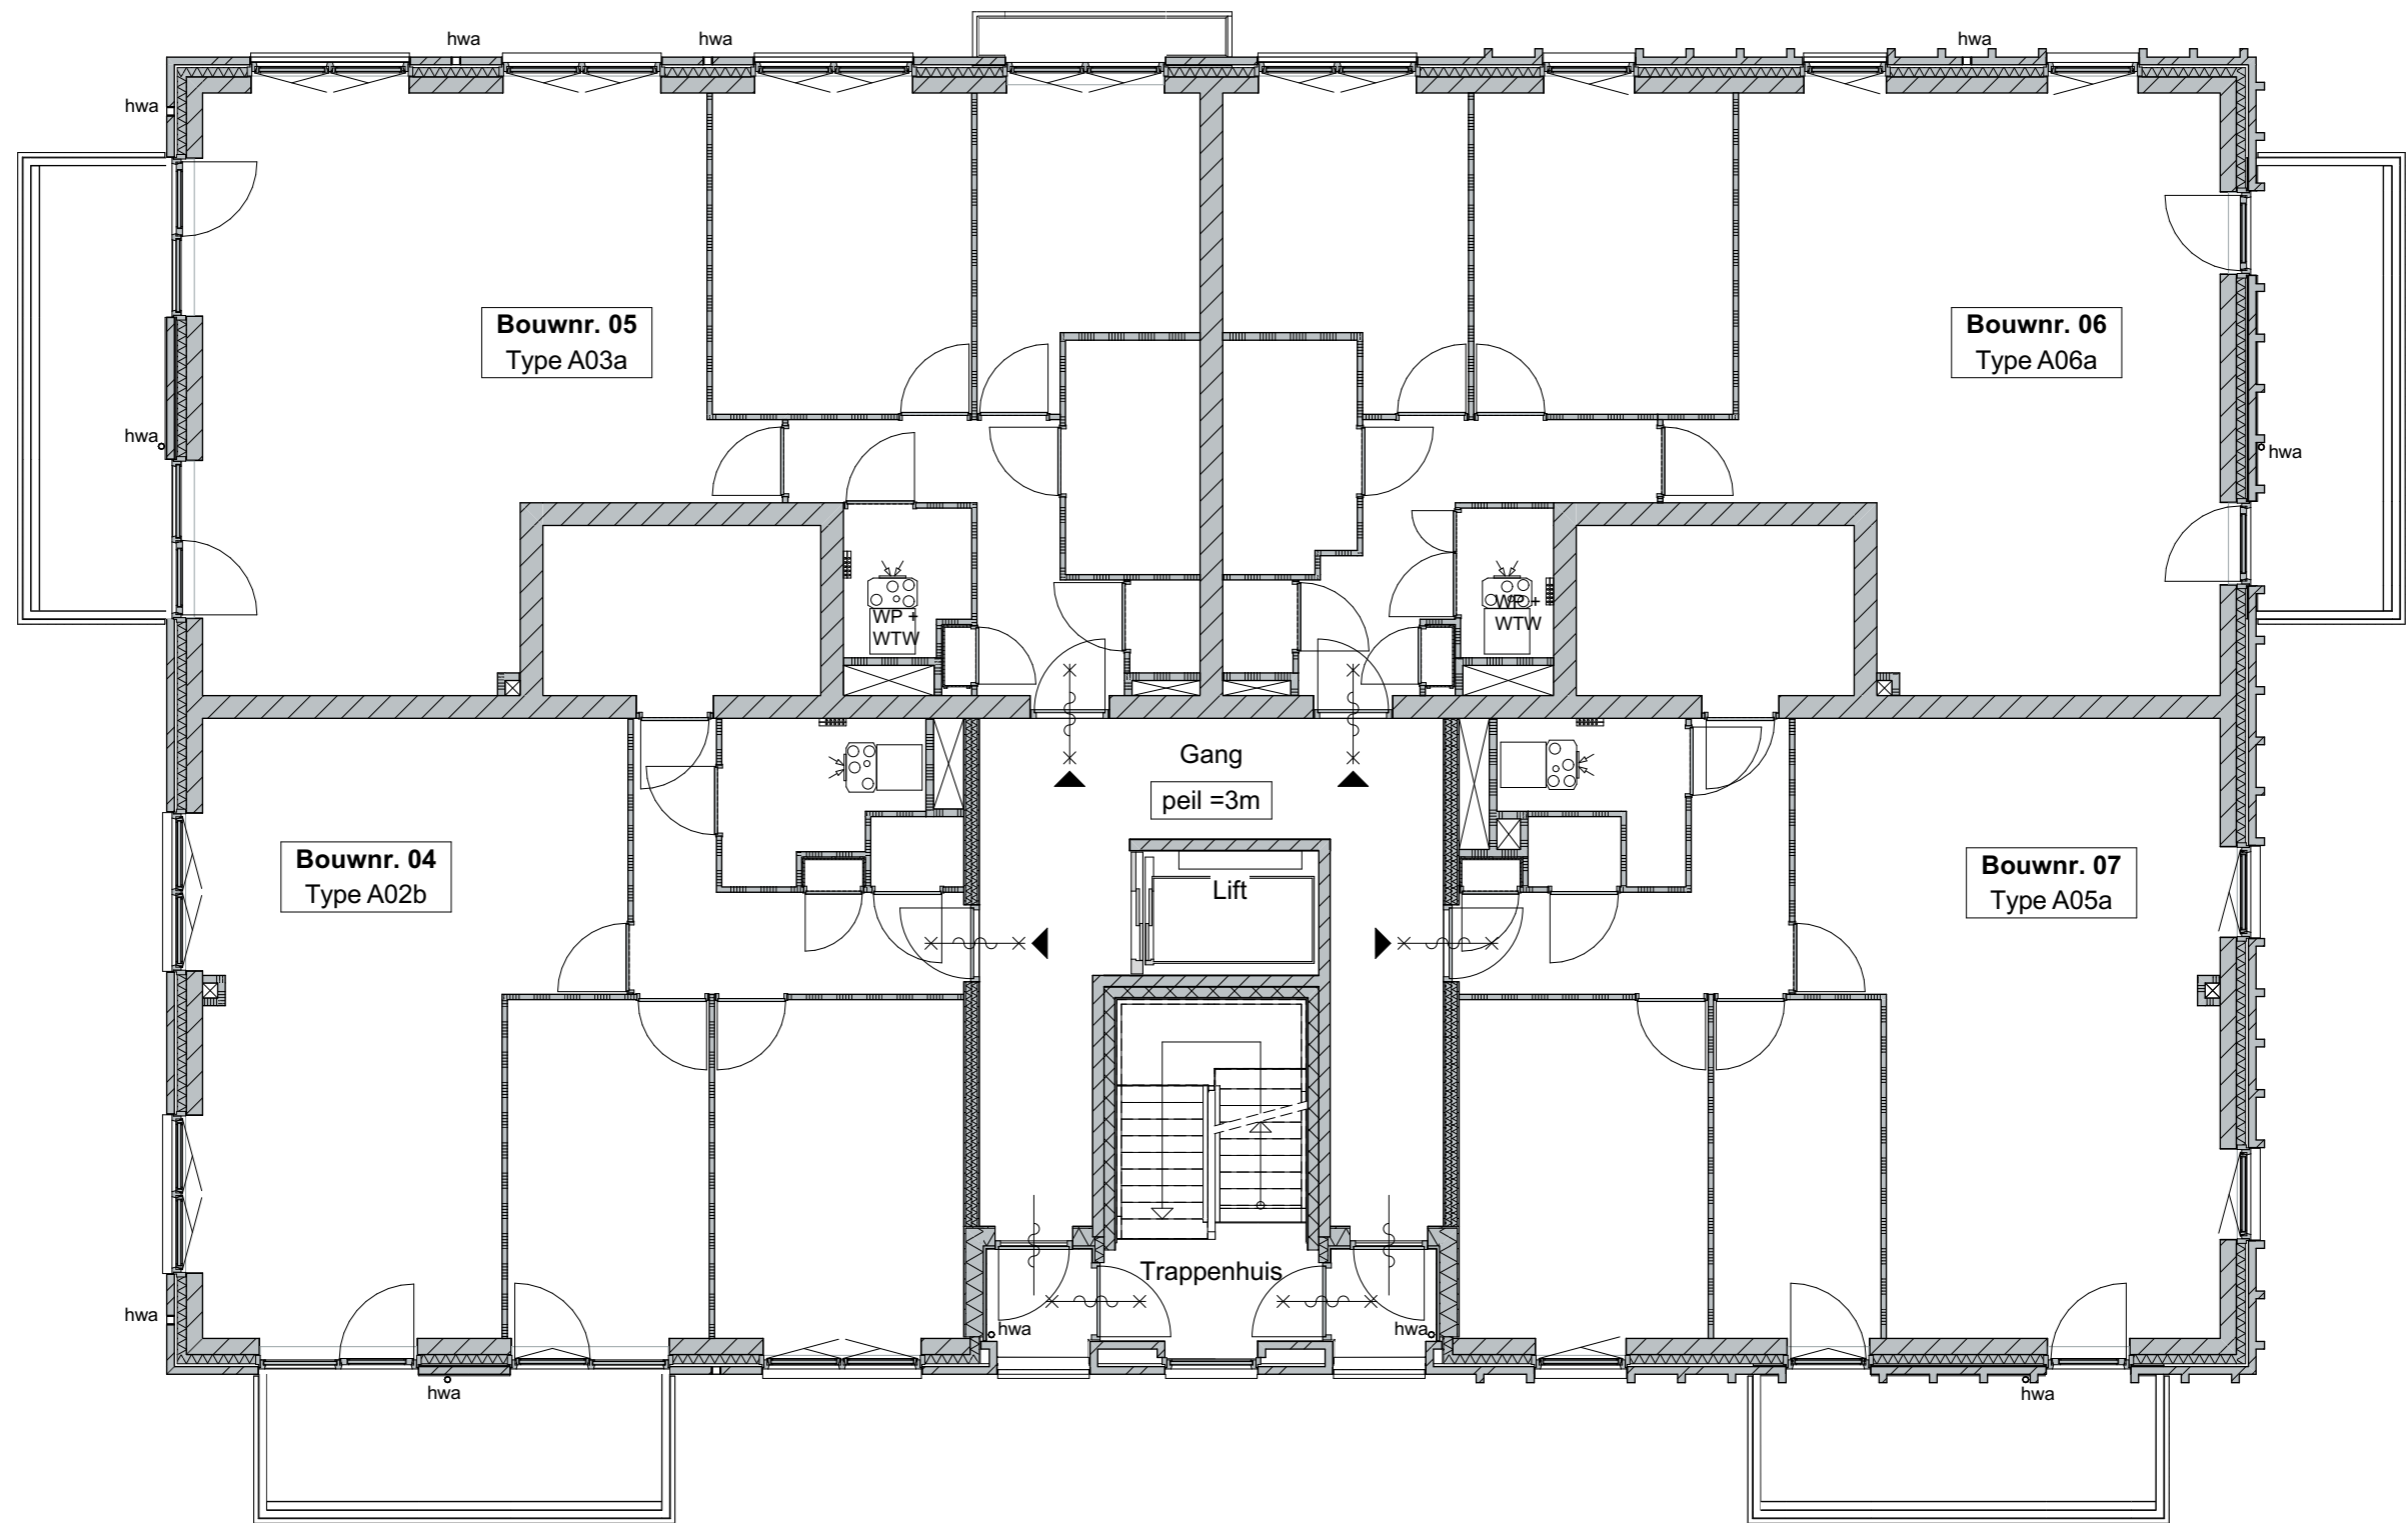 hwa
hwa
hwa
hwa
Bouwnr. 05
Type A03a
Bouwnr. 06
Type A06a
hwa
hwa
WP +
WTW
WP +
WTW
Gang
peil =3m
Bouwnr. 04
Type A02b
Lift
Bouwnr. 07
Type A05a
Trappenhuis
hwa
hwa
hwa
hwa
hwa